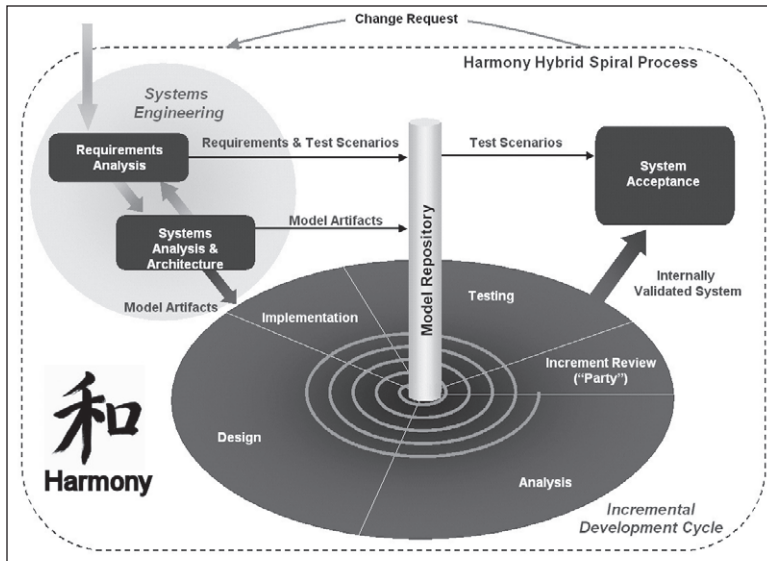 Change Request
Harmony Hybrid Spiral Process
Systems
Engineering
Requirements
Analysis
Requirements & Test Scenarios
Test Scenarios
System
Acceptance
Systems
Analysis &
Architecture
Model Artifacts
Model Artifacts
Model Repository
Internally
Validated System
Testing
Implementation
Increment Review
("Party")
Design
Analysis
和
Harmony
Incremental
Development Cycle